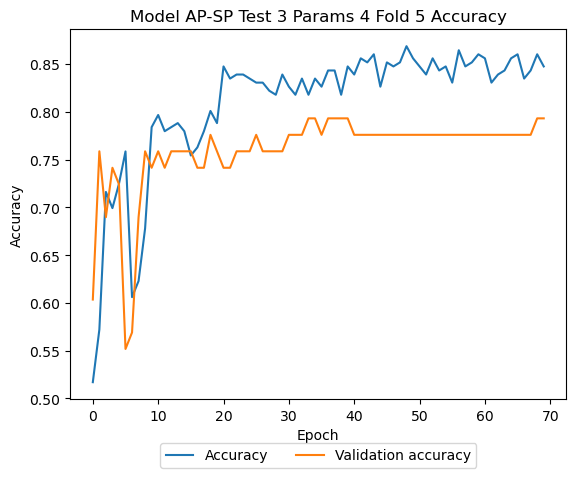 Model AP-SP Test 3 Params 4 Fold 5 Accuracy
0.85
0.80
0.75
0.70
0.65
0.60
0.55
0.50
Accuracy
0 10 20 30 40 50 60 70
Epoch
Accuracy Validation accuracy